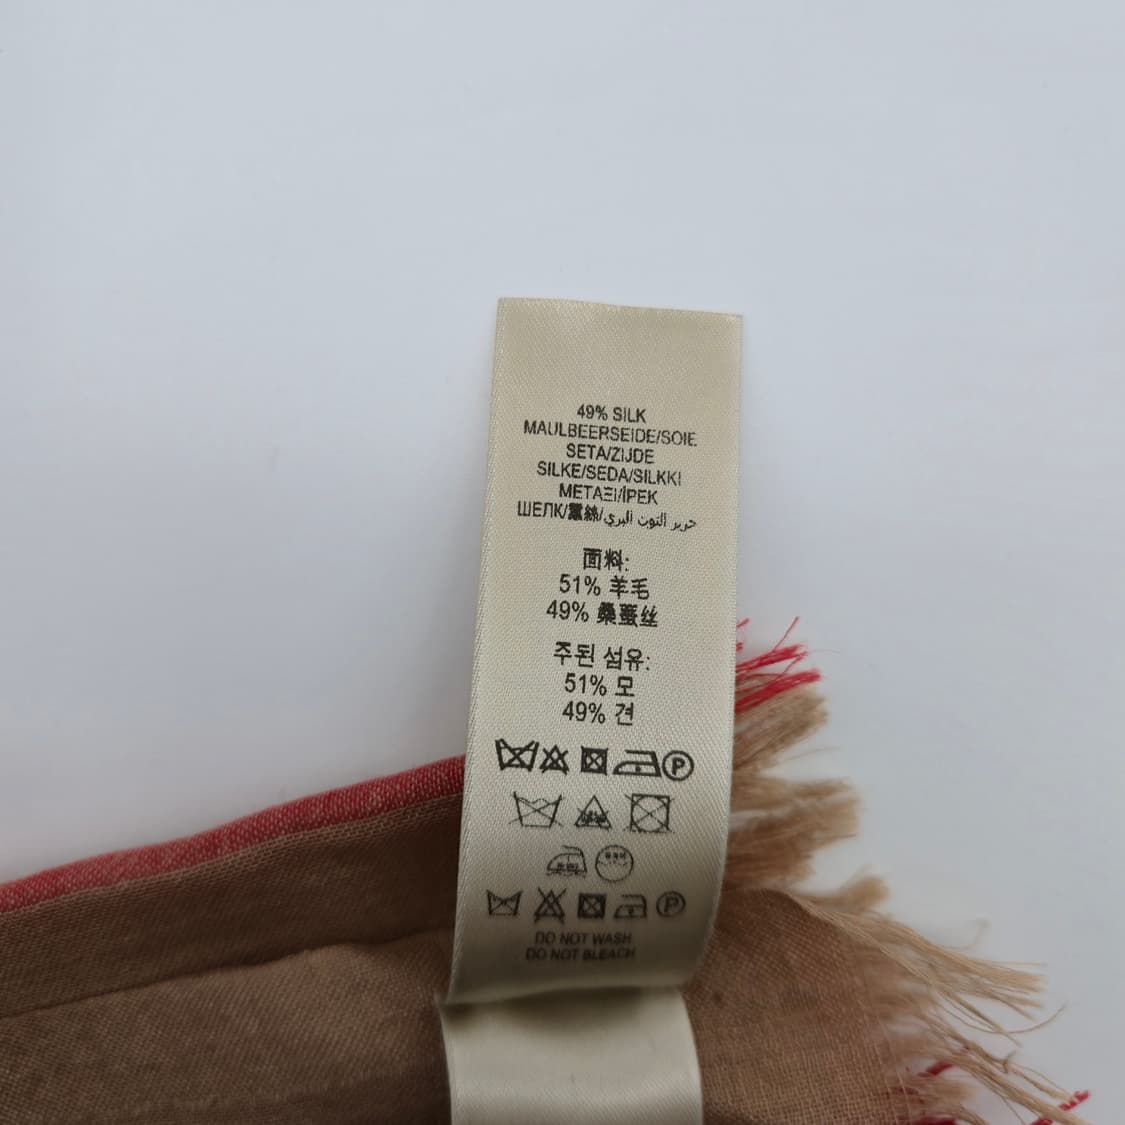 49% SILK
MAULBEERSEIDE/SOIE
SETA/ZIJDE
SILKE/SEDA/SILKKI
ΜΕΤΑΞΙ/İPEK
ШЕЛК/蠶絲/حرير التوت البري
面料:
51% 羊毛
49% 桑蚕丝
주된 섬유:
51% 모
49% 견
P
P
DO NOT WASH
DO NOT BLEACH